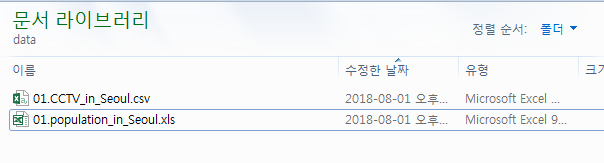 문서 라이브러리
data
정렬 순서: 폴더
이름 수정한 날짜 유형 크기
01.CCTV_in_Seoul.csv 2018-08-01 오후... Microsoft Excel ...
01.population_in_Seoul.xls 2018-08-01 오후... Microsoft Excel 9...